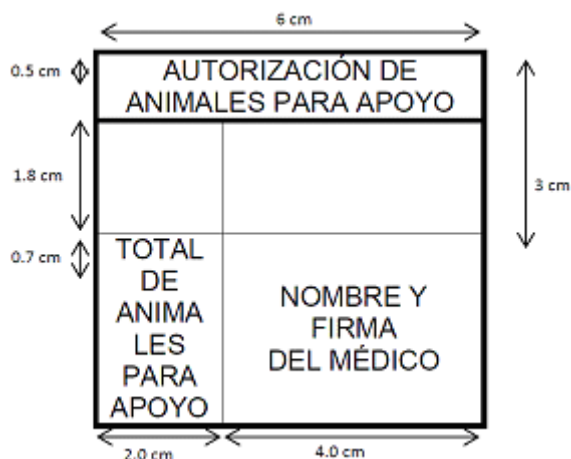 6 cm
0.5 cm
AUTORIZACIÓN DE
ANIMALES PARA APOYO
1.8 cm
3 cm
0.7 cm
TOTAL
DE
ANIMA
LES
PARA
APOYO
NOMBRE Y
FIRMA
DEL MÉDICO
2.0 cm
4.0 cm